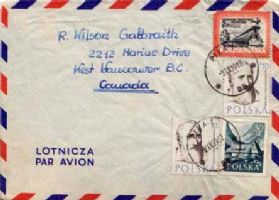 R. Wilson Galbraith
2212 Marine Drive
West Vancouver B.C.
Canada
LOTNICZA
PAR AVION
POLSKA
POLSKA
POLSKA